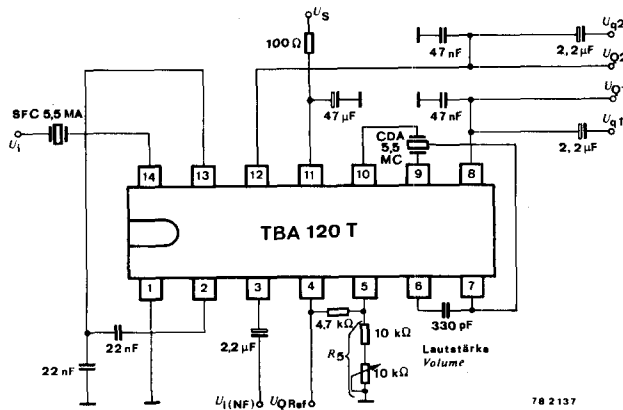 U_S
U_q2
100 Ω
47 nF
2,2 µF
U_Q2
SFC 5,5 MA
47 µF
47 nF
U_Q1
CDA
5,5
MC
2,2 µF
U_q1
U_i
14 13 12 11 10 9 8
TBA 120 T
1 2 3 4 5 6 7
4,7 kΩ
10 kΩ
330 pF
22 nF
2,2 µF
R_5
Lautstärke
Volume
22 nF
10 kΩ
U_i(NF)
U_QRef
78 2137